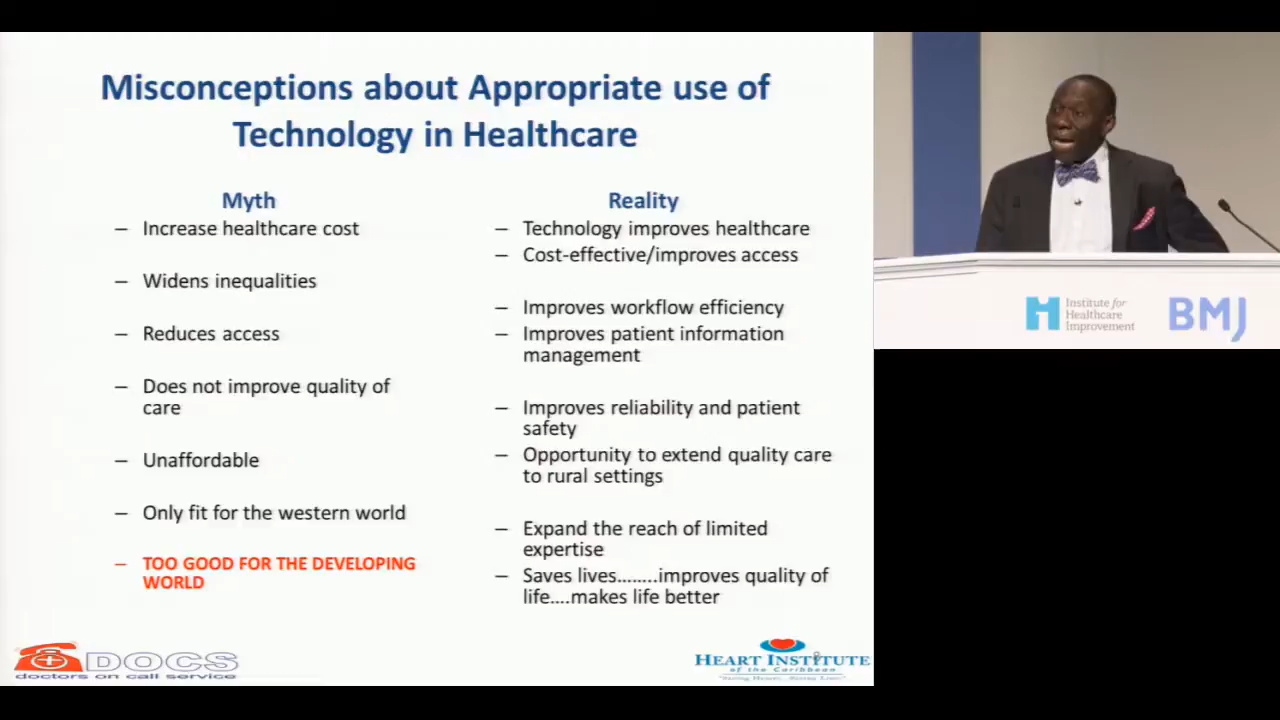 Misconceptions about Appropriate use of
Technology in Healthcare
Myth
– Increase healthcare cost
– Widens inequalities
– Reduces access
– Does not improve quality of
care
– Unaffordable
– Only fit for the western world
– TOO GOOD FOR THE DEVELOPING
WORLD
Reality
– Technology improves healthcare
– Cost-effective/improves access
– Improves workflow efficiency
– Improves patient information
management
– Improves reliability and patient
safety
– Opportunity to extend quality care
to rural settings
– Expand the reach of limited
expertise
– Saves lives........improves quality of
life....makes life better
DOCS
doctors on call service
HEART INSTITUTE
of the Caribbean
Institute for
Healthcare
Improvement
BMJ